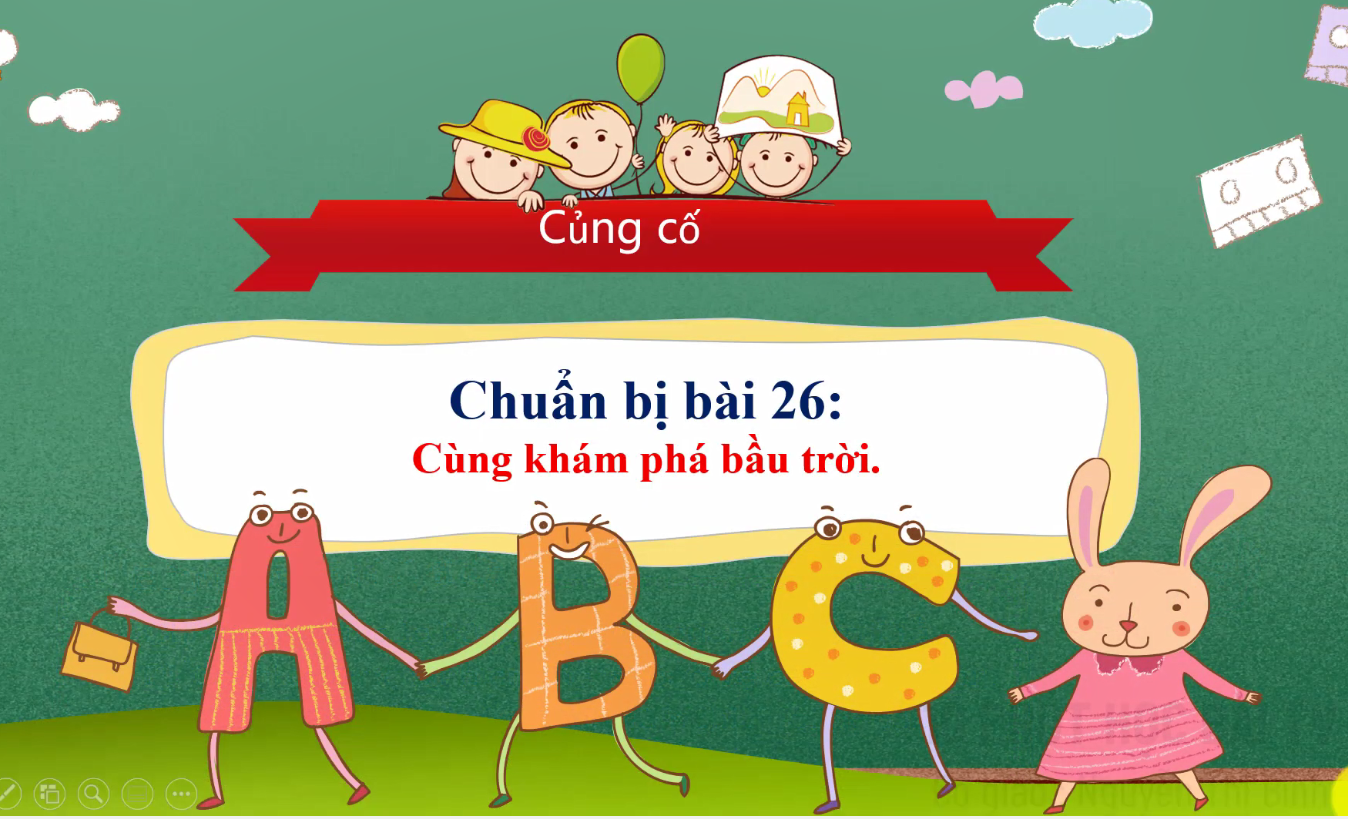 Củng cố
Chuẩn bị bài 26:
Cùng khám phá bầu trời.
A B C